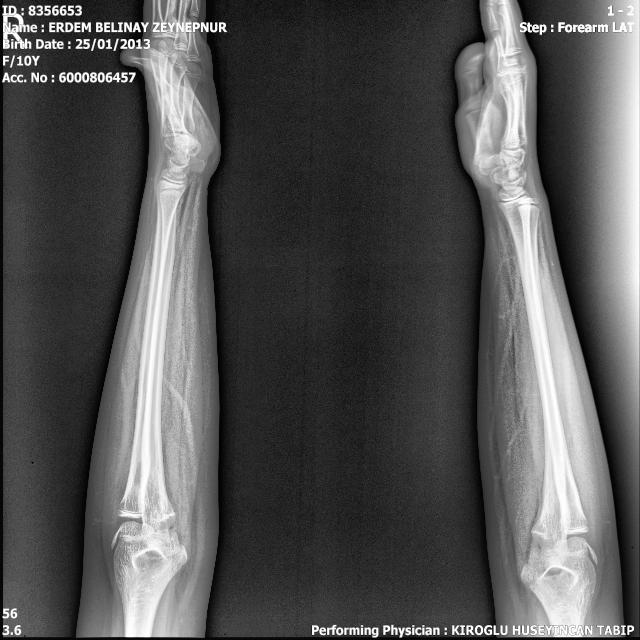 ID : 8356653
1 - 2
R
Name : ERDEM BELINAY ZEYNEPNUR
Step : Forearm LAT
Birth Date : 25/01/2013
F/10Y
Acc. No : 6000806457
56
3.6
Performing Physician : KIROGLU HUSEYINCAN TABIP